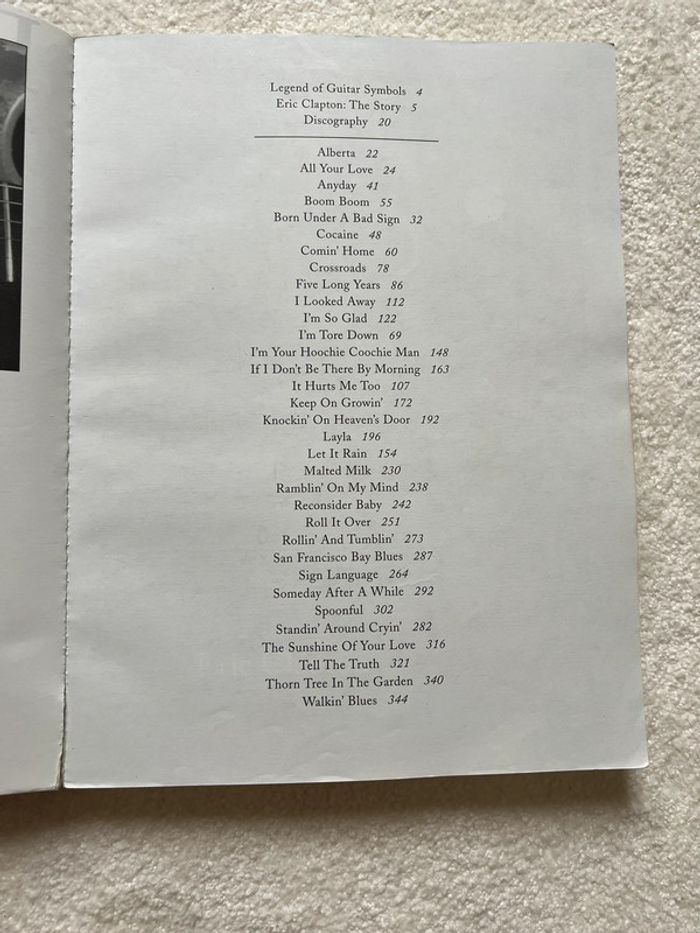 Legend of Guitar Symbols 4
Eric Clapton: The Story 5
Discography 20
Alberta 22
All Your Love 24
Anyday 41
Boom Boom 55
Born Under A Bad Sign 32
Cocaine 48
Comin' Home 60
Crossroads 78
Five Long Years 86
I Looked Away 112
I'm So Glad 122
I'm Tore Down 69
I'm Your Hoochie Coochie Man 148
If I Don't Be There By Morning 163
It Hurts Me Too 107
Keep On Growin' 172
Knockin' On Heaven's Door 192
Layla 196
Let It Rain 154
Malted Milk 230
Ramblin' On My Mind 238
Reconsider Baby 242
Roll It Over 251
Rollin' And Tumblin' 273
San Francisco Bay Blues 287
Sign Language 264
Someday After A While 292
Spoonful 302
Standin' Around Cryin' 282
The Sunshine Of Your Love 316
Tell The Truth 321
Thorn Tree In The Garden 340
Walkin' Blues 344